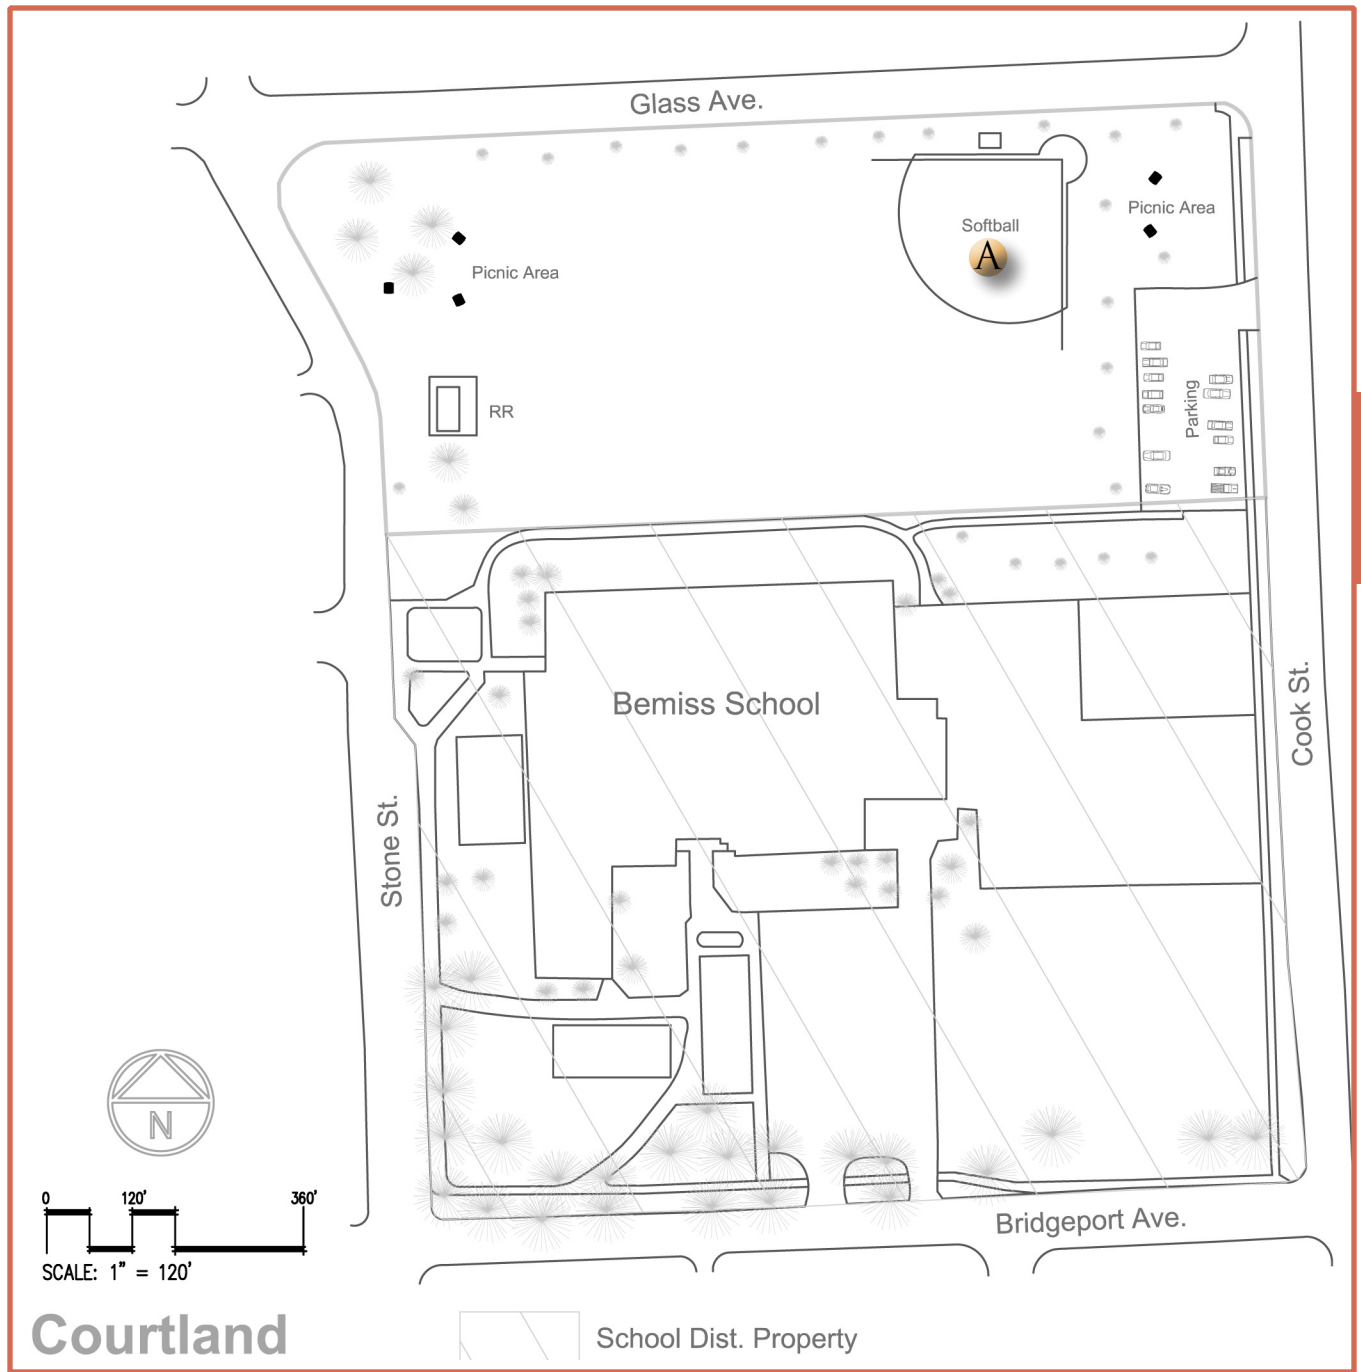 Glass Ave.
Softball
A
Picnic Area
Picnic Area
RR
Parking
Bemiss School
Cook St.
Stone St.
N
0 120' 360'
SCALE: 1" = 120'
Bridgeport Ave.
Courtland
School Dist. Property